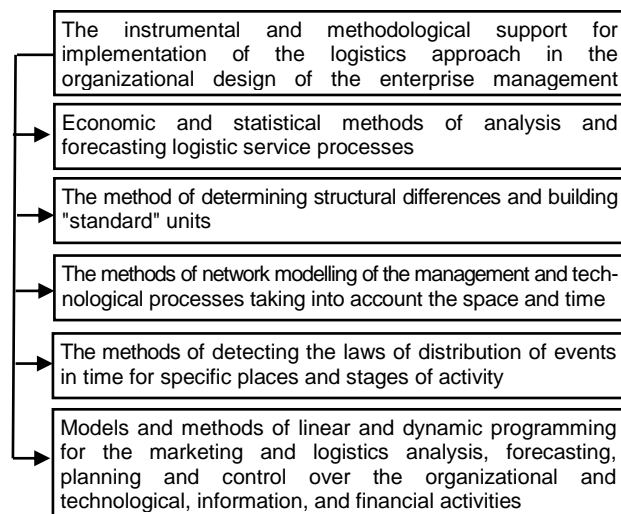 The instrumental and methodological support for
implementation of the logistics approach in the
organizational design of the enterprise management
Economic and statistical methods of analysis and
forecasting logistic service processes
The method of determining structural differences and building
"standard" units
The methods of network modelling of the management and tech-
nological processes taking into account the space and time
The methods of detecting the laws of distribution of events
in time for specific places and stages of activity
Models and methods of linear and dynamic programming
for the marketing and logistics analysis, forecasting,
planning and control over the organizational and
technological, information, and financial activities